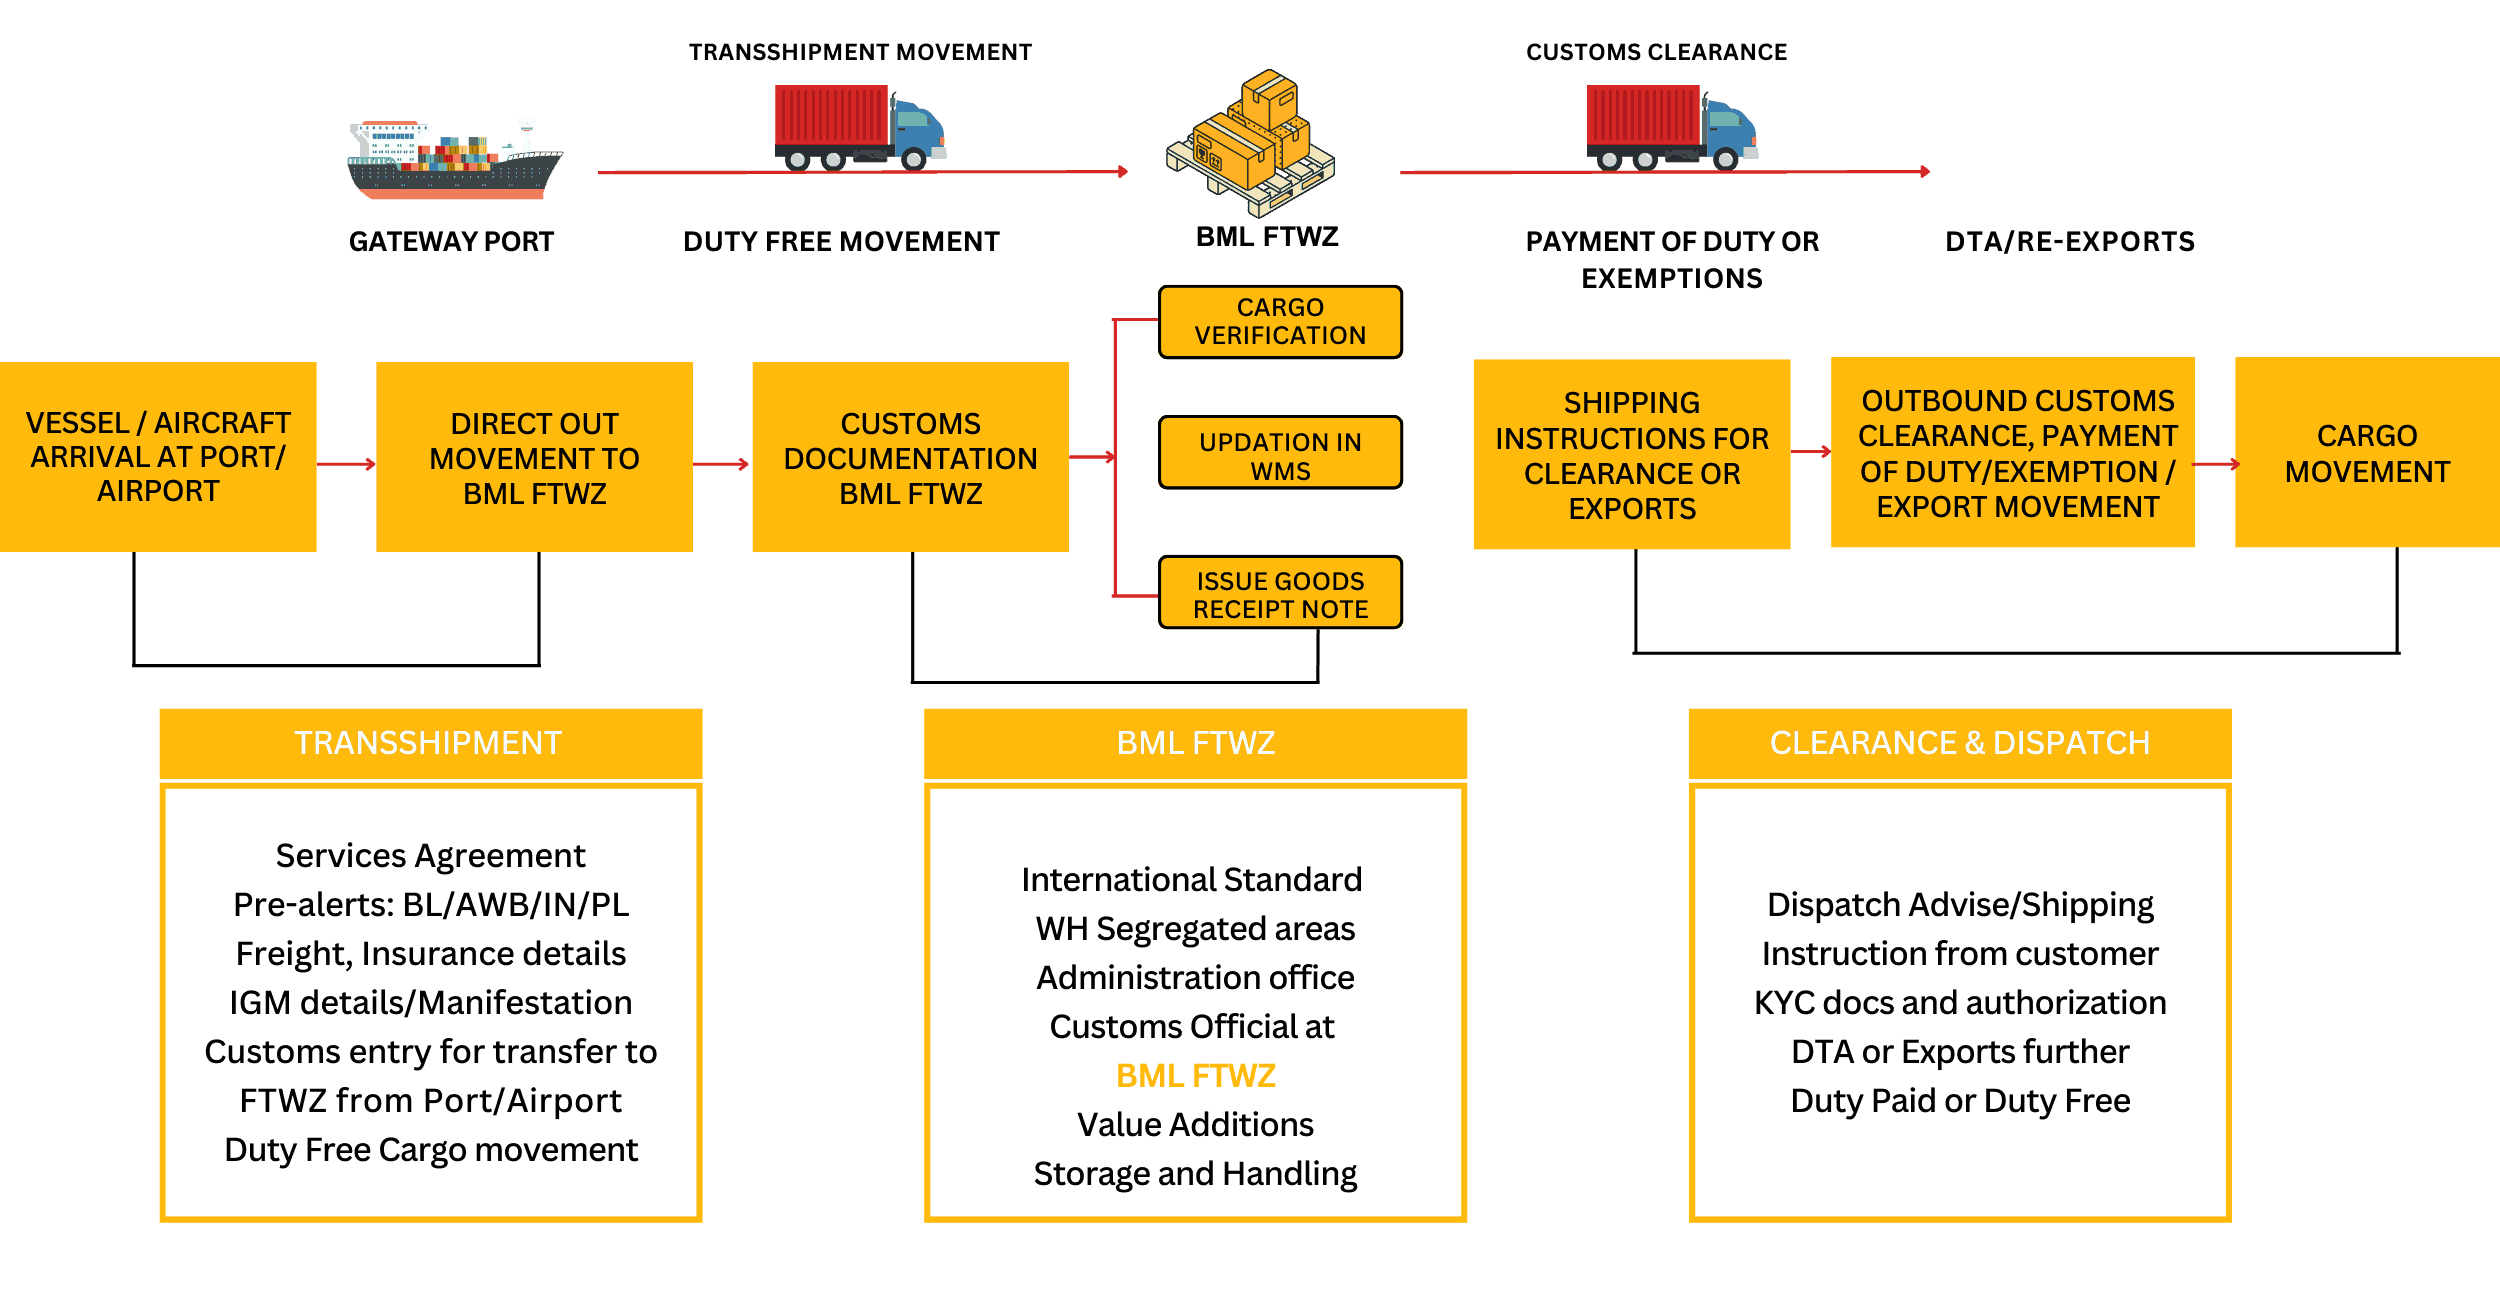 TRANSSHIPMENT MOVEMENT
CUSTOMS CLEARANCE
GATEWAY PORT
DUTY FREE MOVEMENT
BML FTWZ
PAYMENT OF DUTY OR
EXEMPTIONS
DTA/RE-EXPORTS
VESSEL / AIRCRAFT
ARRIVAL AT PORT/
AIRPORT
DIRECT OUT
MOVEMENT TO
BML FTWZ
CUSTOMS
DOCUMENTATION
BML FTWZ
CARGO
VERIFICATION
UPDATION IN
WMS
ISSUE GOODS
RECEIPT NOTE
SHIPPING
INSTRUCTIONS FOR
CLEARANCE OR
EXPORTS
OUTBOUND CUSTOMS
CLEARANCE, PAYMENT
OF DUTY/EXEMPTION /
EXPORT MOVEMENT
CARGO
MOVEMENT
TRANSSHIPMENT
Services Agreement
Pre-alerts: BL/AWB/IN/PL
Freight, Insurance details
IGM details/Manifestation
Customs entry for transfer to
FTWZ from Port/Airport
Duty Free Cargo movement
BML FTWZ
International Standard
WH Segregated areas
Administration office
Customs Official at
BML FTWZ
Value Additions
Storage and Handling
CLEARANCE & DISPATCH
Dispatch Advise/Shipping
Instruction from customer
KYC docs and authorization
DTA or Exports further
Duty Paid or Duty Free